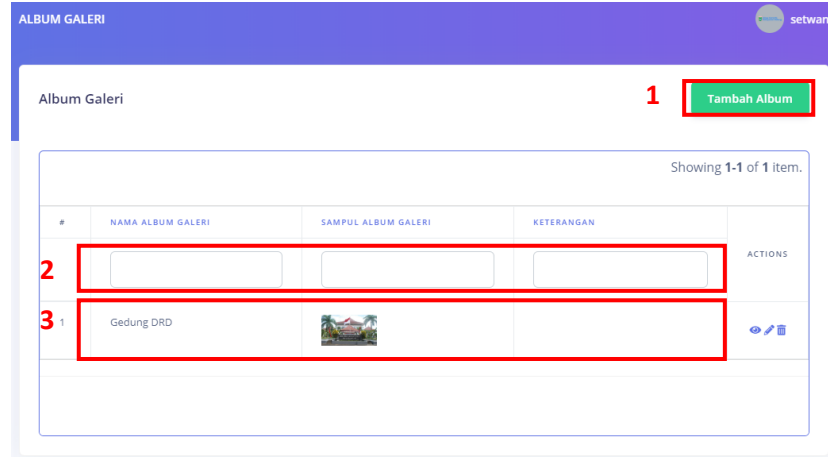 ALBUM GALERI
setwan
Album Galeri
1
Tambah Album
Showing 1-1 of 1 item.
# NAMA ALBUM GALERI SAMPUL ALBUM GALERI KETERANGAN ACTIONS
2
3 1 Gedung DRD